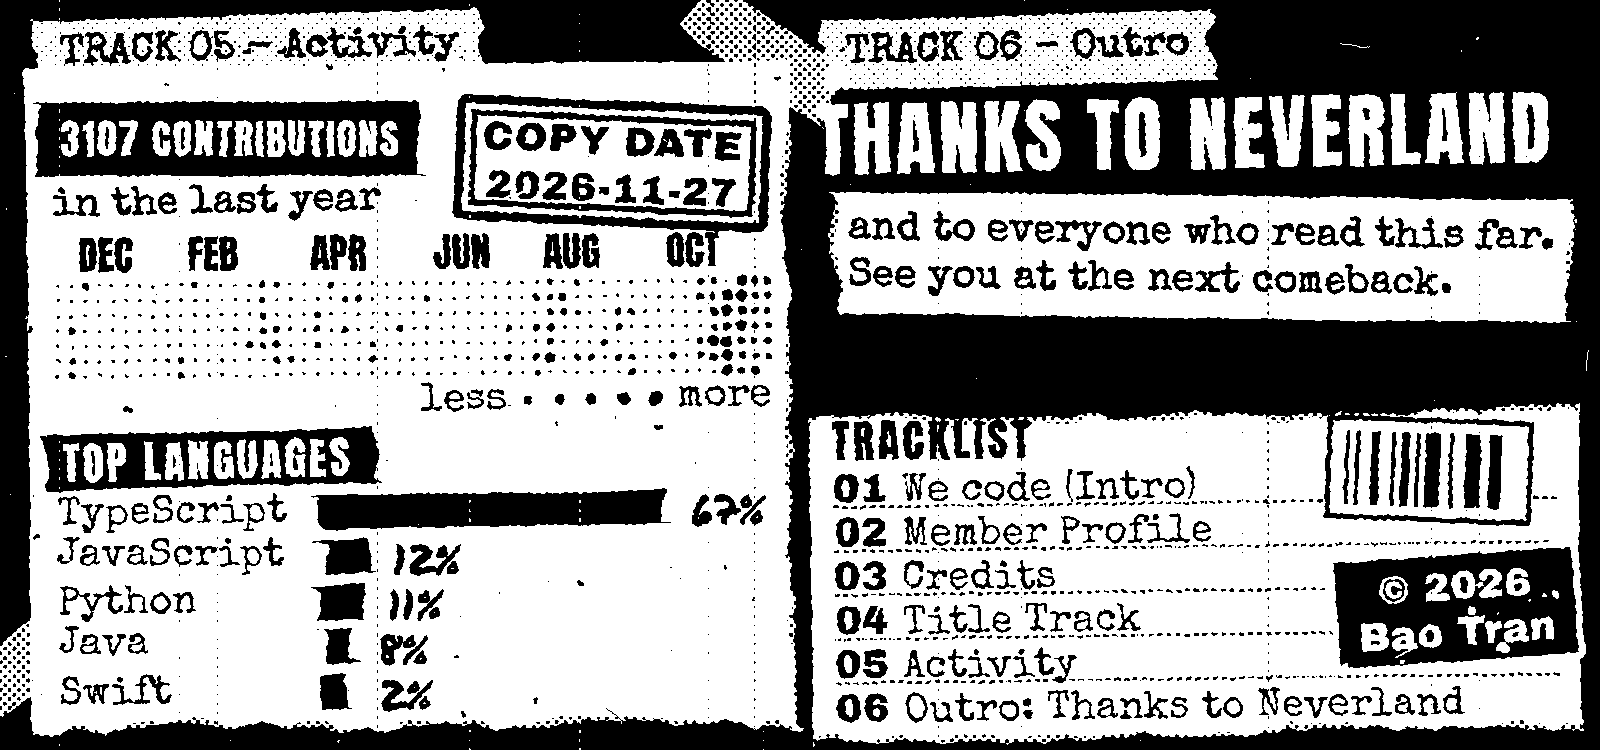 TRACK 05 — Activity
3107 CONTRIBUTIONS
in the last year
COPY DATE
2026-11-27
DEC FEB APR JUN AUG OCT
less more
TOP LANGUAGES
TypeScript 67%
JavaScript 12%
Python 11%
Java 8%
Swift 2%
TRACK 06 — Outro
THANKS TO NEVERLAND
and to everyone who read this far.
See you at the next comeback.
TRACKLIST
01 We code (Intro)
02 Member Profile
03 Credits
04 Title Track
05 Activity
06 Outro: Thanks to Neverland
© 2026
Bao Tran